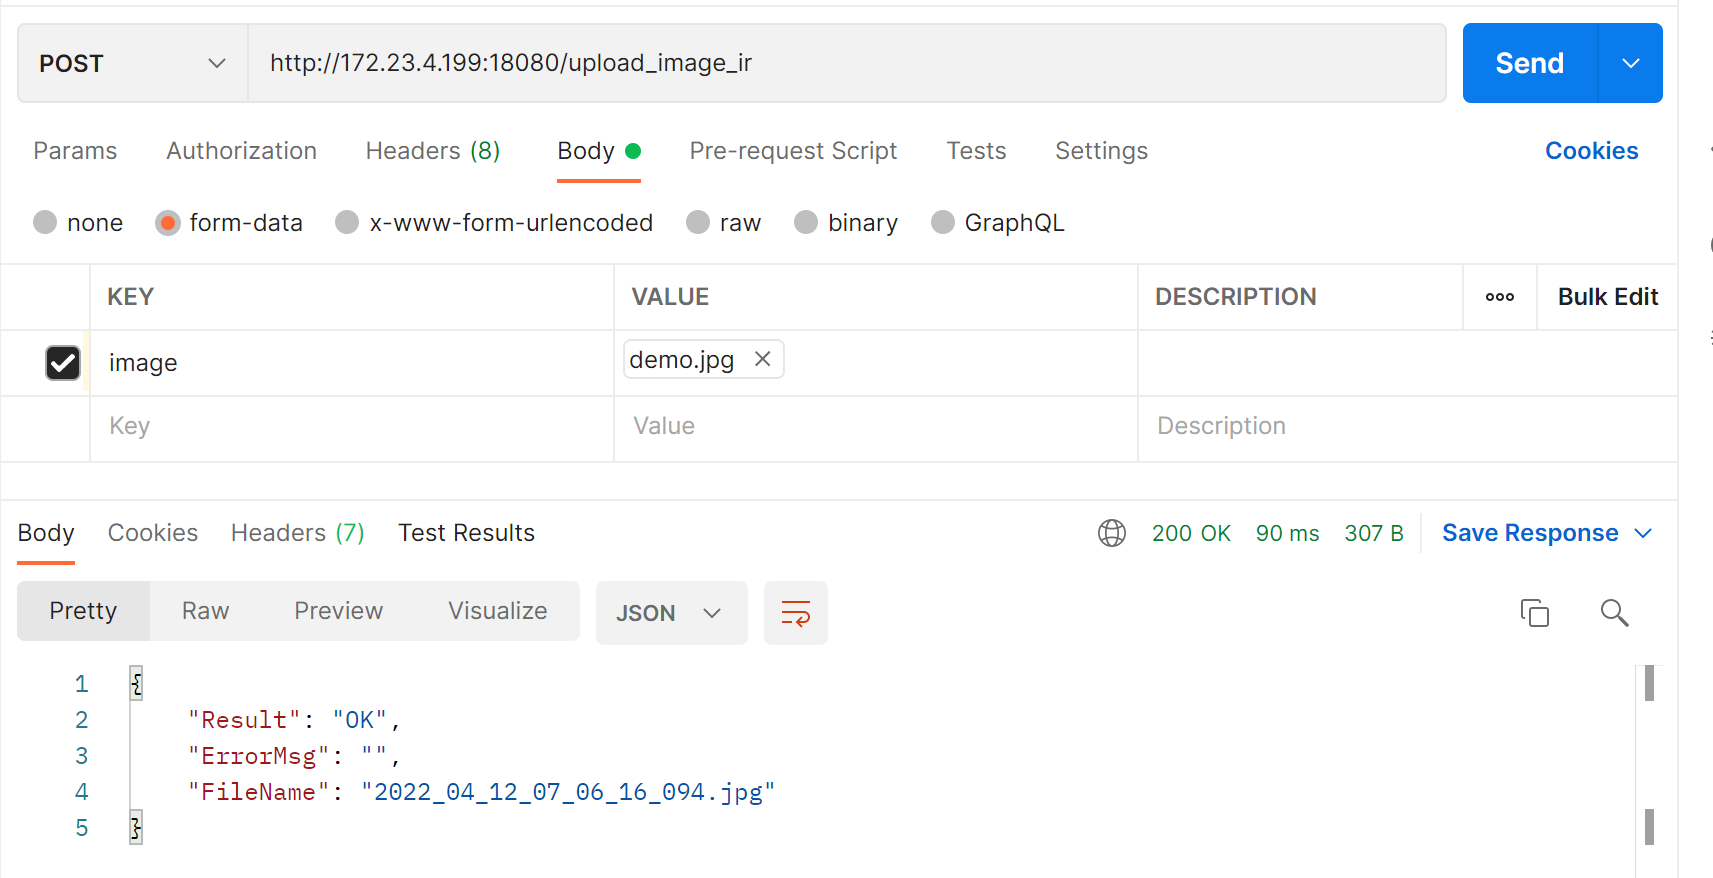 POST http://172.23.4.199:18080/upload_image_ir Send
Params Authorization Headers (8) Body Pre-request Script Tests Settings Cookies
none form-data x-www-form-urlencoded raw binary GraphQL
KEY VALUE DESCRIPTION ooo Bulk Edit
image demo.jpg
Key Value Description
Body Cookies Headers (7) Test Results 200 OK 90 ms 307 B Save Response
Pretty Raw Preview Visualize JSON
1 {
2 "Result": "OK",
3 "ErrorMsg": "",
4 "FileName": "2022_04_12_07_06_16_094.jpg"
5 }